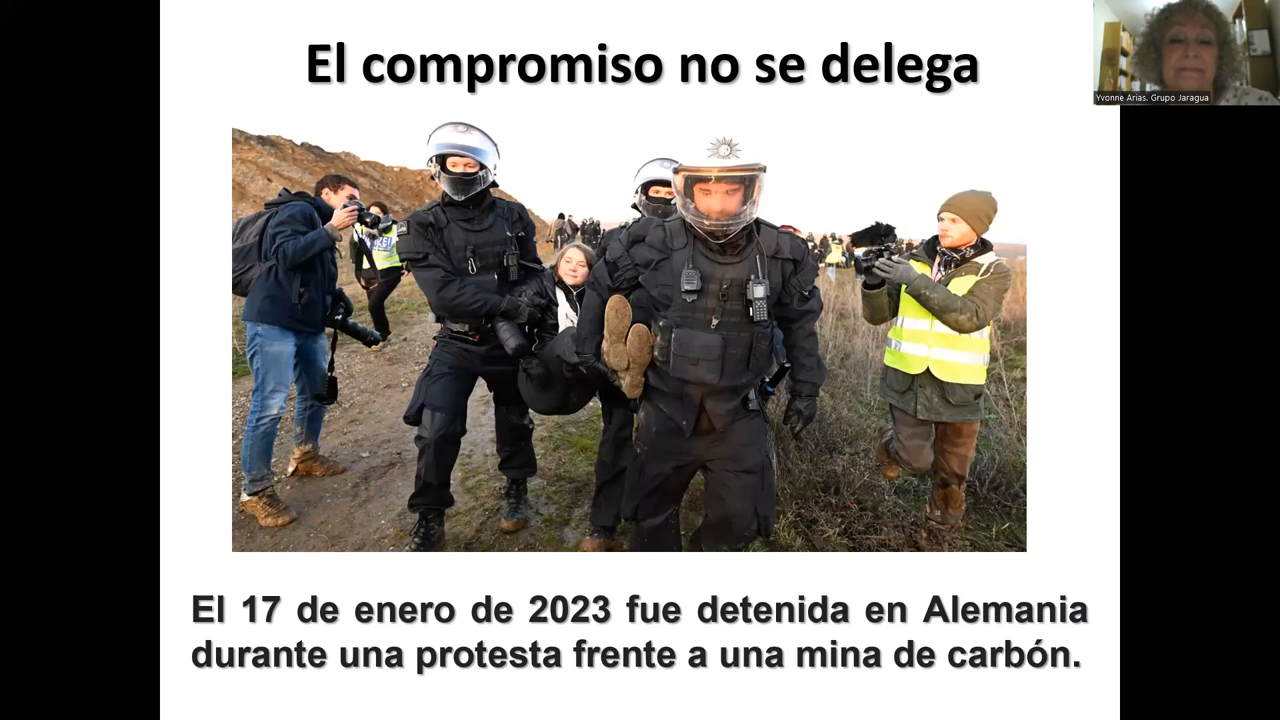 El compromiso no se delega
Yvonne Arias. Grupo Jaragua
El 17 de enero de 2023 fue detenida en Alemania
durante una protesta frente a una mina de carbón.